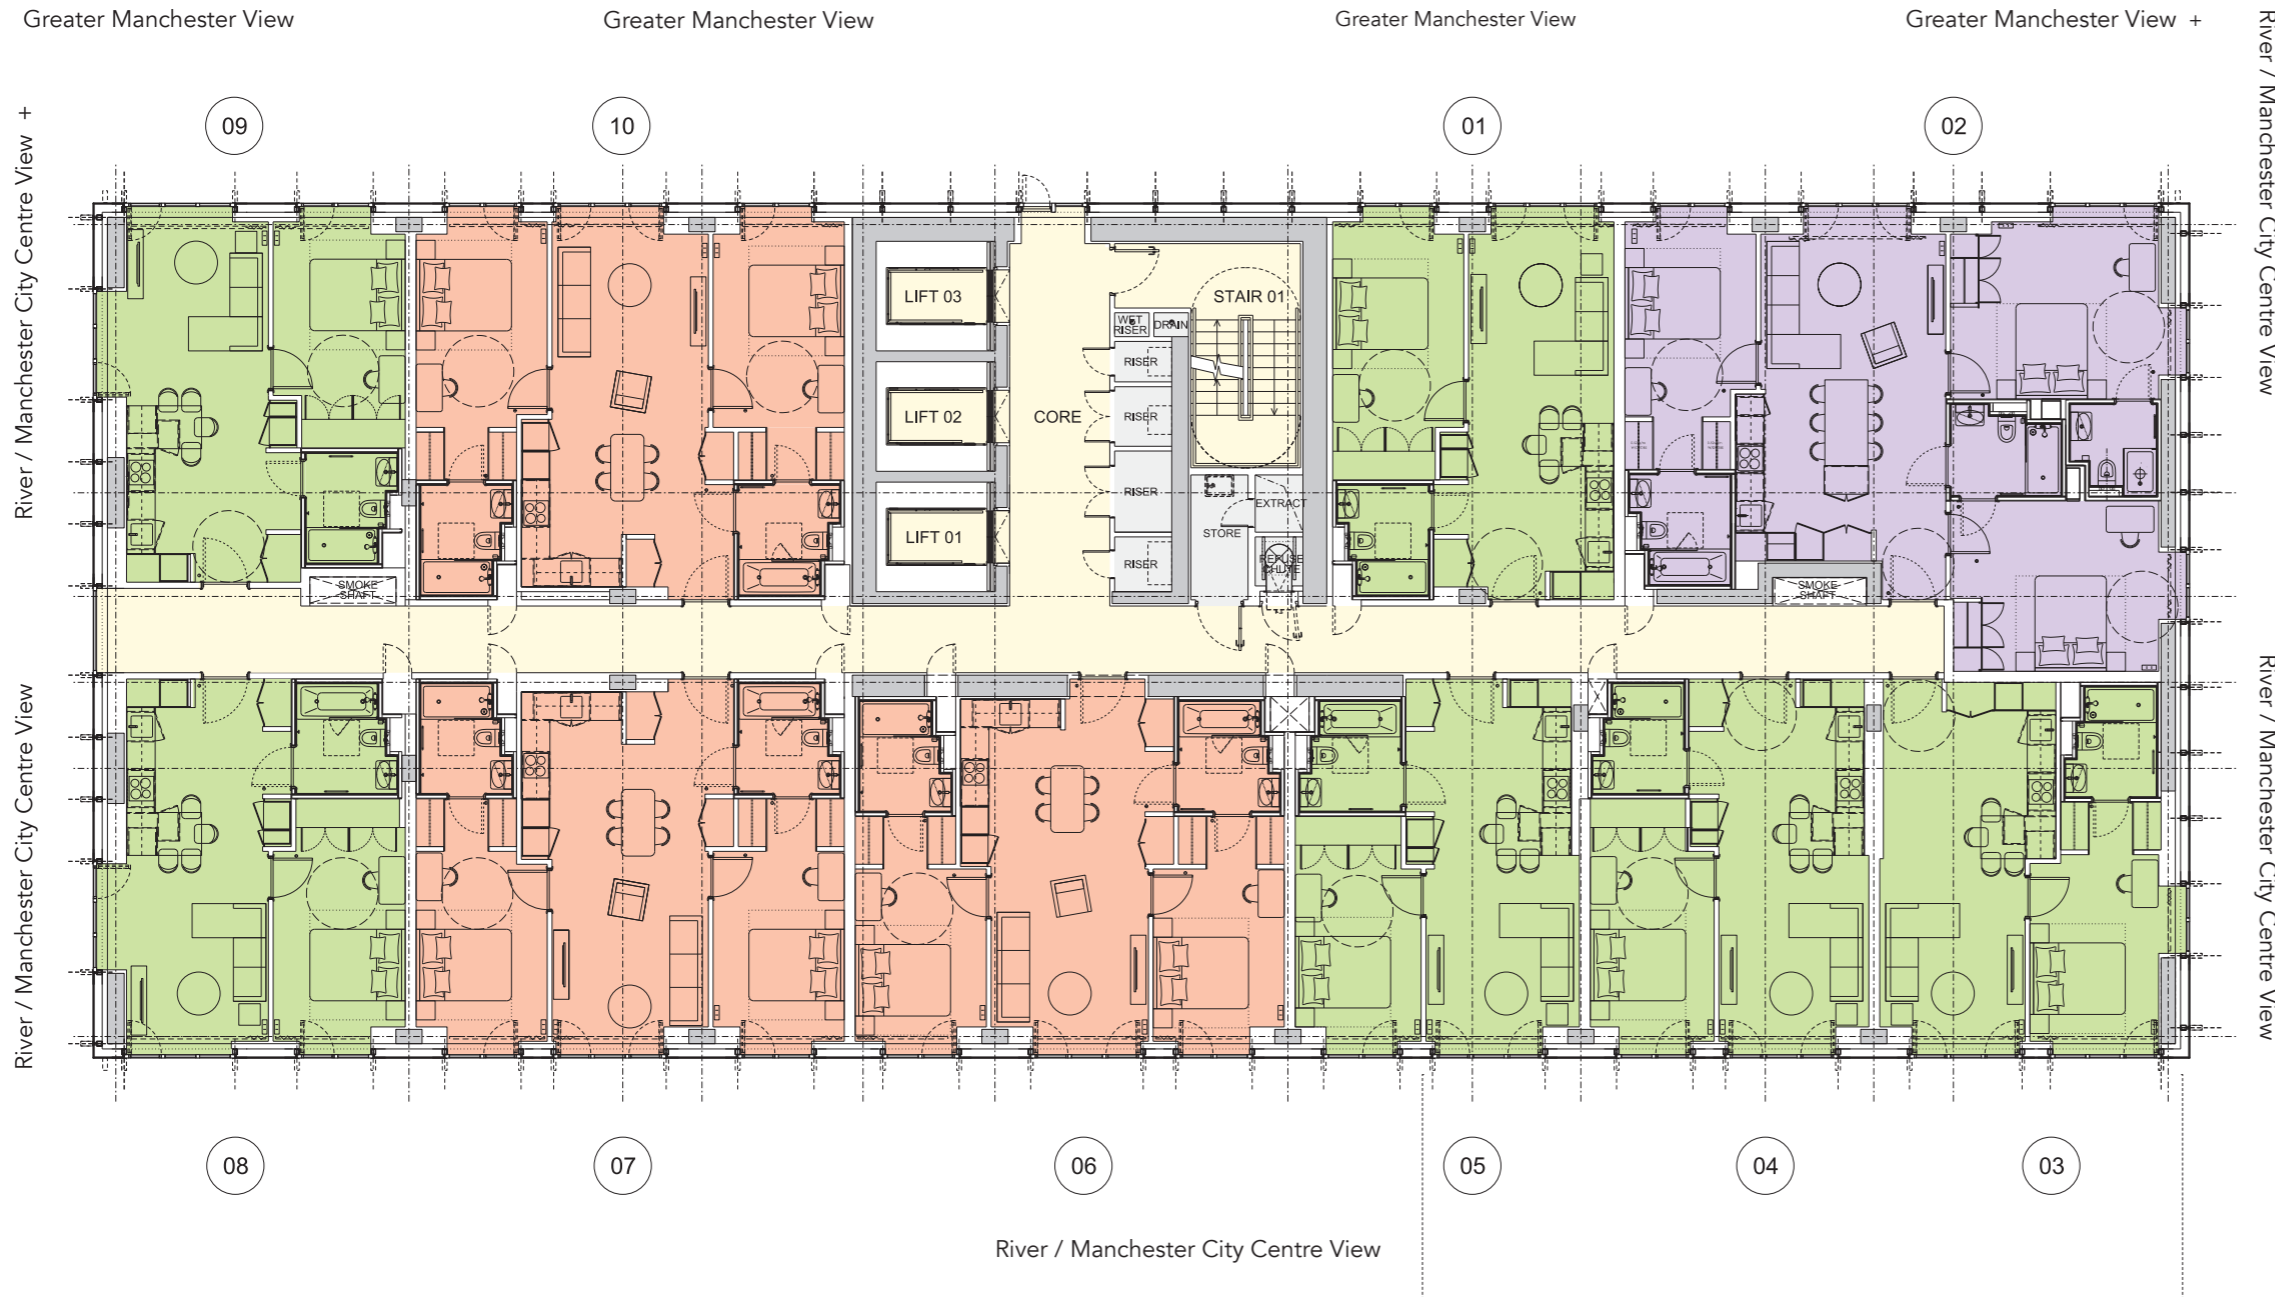 Greater Manchester View
Greater Manchester View
Greater Manchester View
Greater Manchester View +
River / Manchester City Centre View +
River / Manchester City Centre View
09
10
01
02
LIFT 03
STAIR 01
WET
RISER
DRAIN
RISER
LIFT 02
CORE
RISER
RISER
EXTRACT
LIFT 01
STORE
RISER
REFUSE
CHUTE
SMOKE
SHAFT
SMOKE
SHAFT
River / Manchester City Centre View
River / Manchester City Centre View
08
07
06
05
04
03
River / Manchester City Centre View